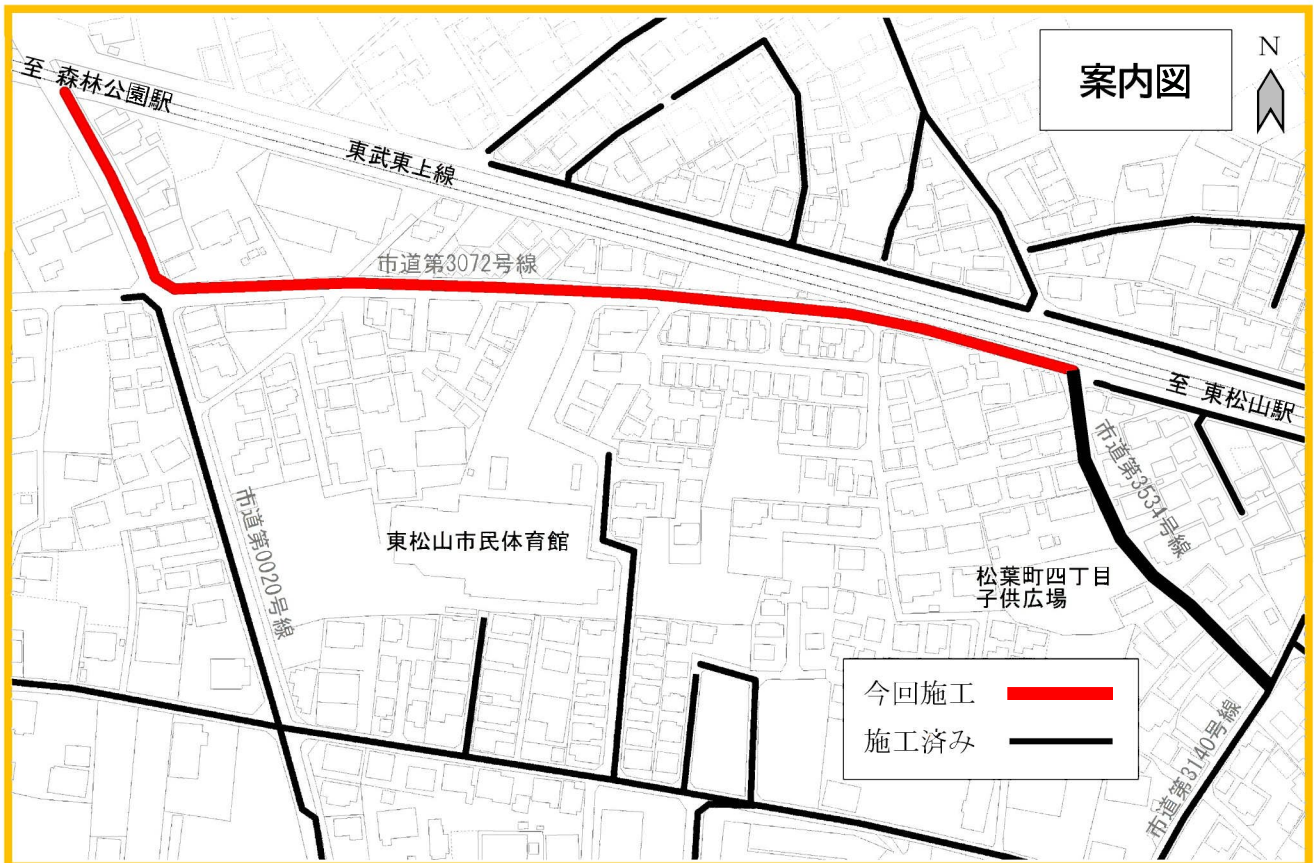 案内図
N
至 森林公園駅
東武東上線
市道第3072号線
至 東松山駅
市道第3534号線
市道第0020号線
東松山市民体育館
松葉町四丁目
子供広場
市道第3140号線
今回施工
施工済み